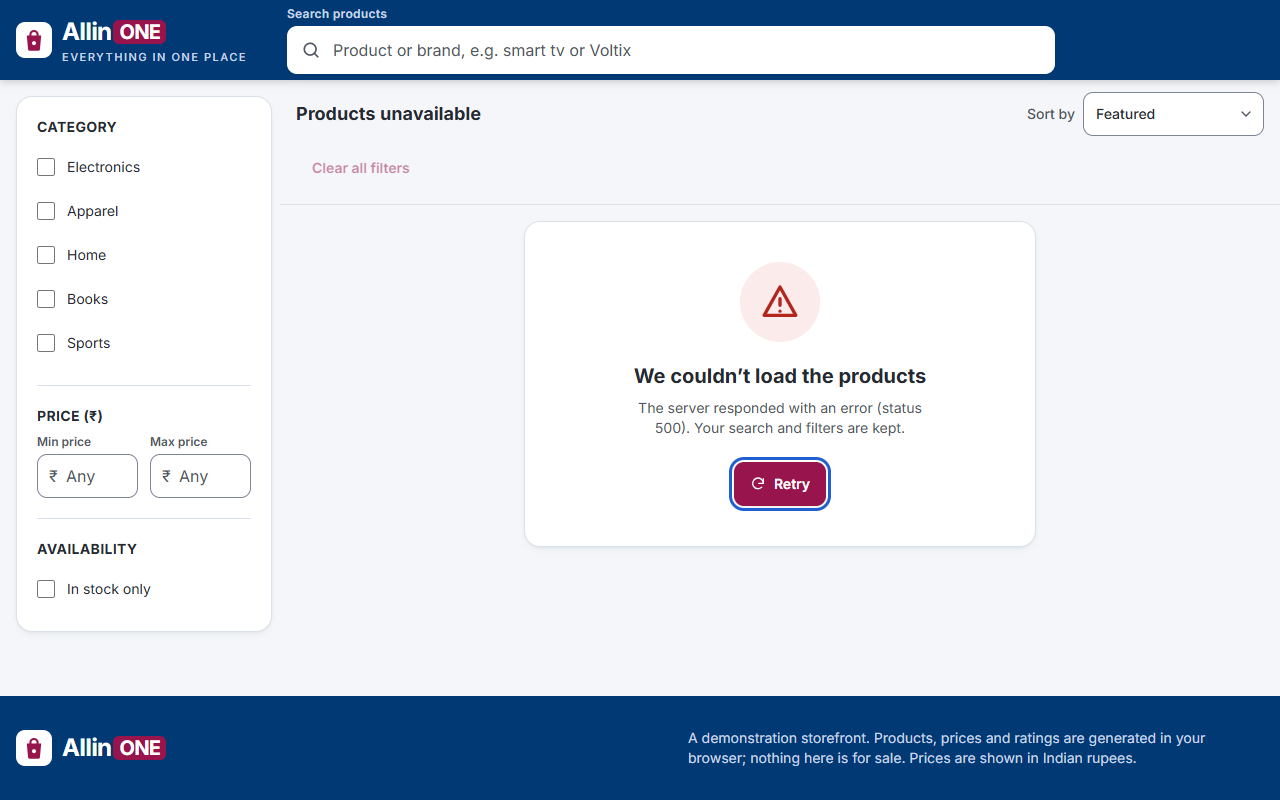 Allin ONE
EVERYTHING IN ONE PLACE
Search products
Product or brand, e.g. smart tv or Voltix
CATEGORY
Electronics
Apparel
Home
Books
Sports
PRICE (₹)
Min price
Max price
₹ Any
₹ Any
AVAILABILITY
In stock only
Products unavailable
Sort by
Featured
Clear all filters
We couldn’t load the products
The server responded with an error (status
500). Your search and filters are kept.
Retry
Allin ONE
A demonstration storefront. Products, prices and ratings are generated in your
browser; nothing here is for sale. Prices are shown in Indian rupees.